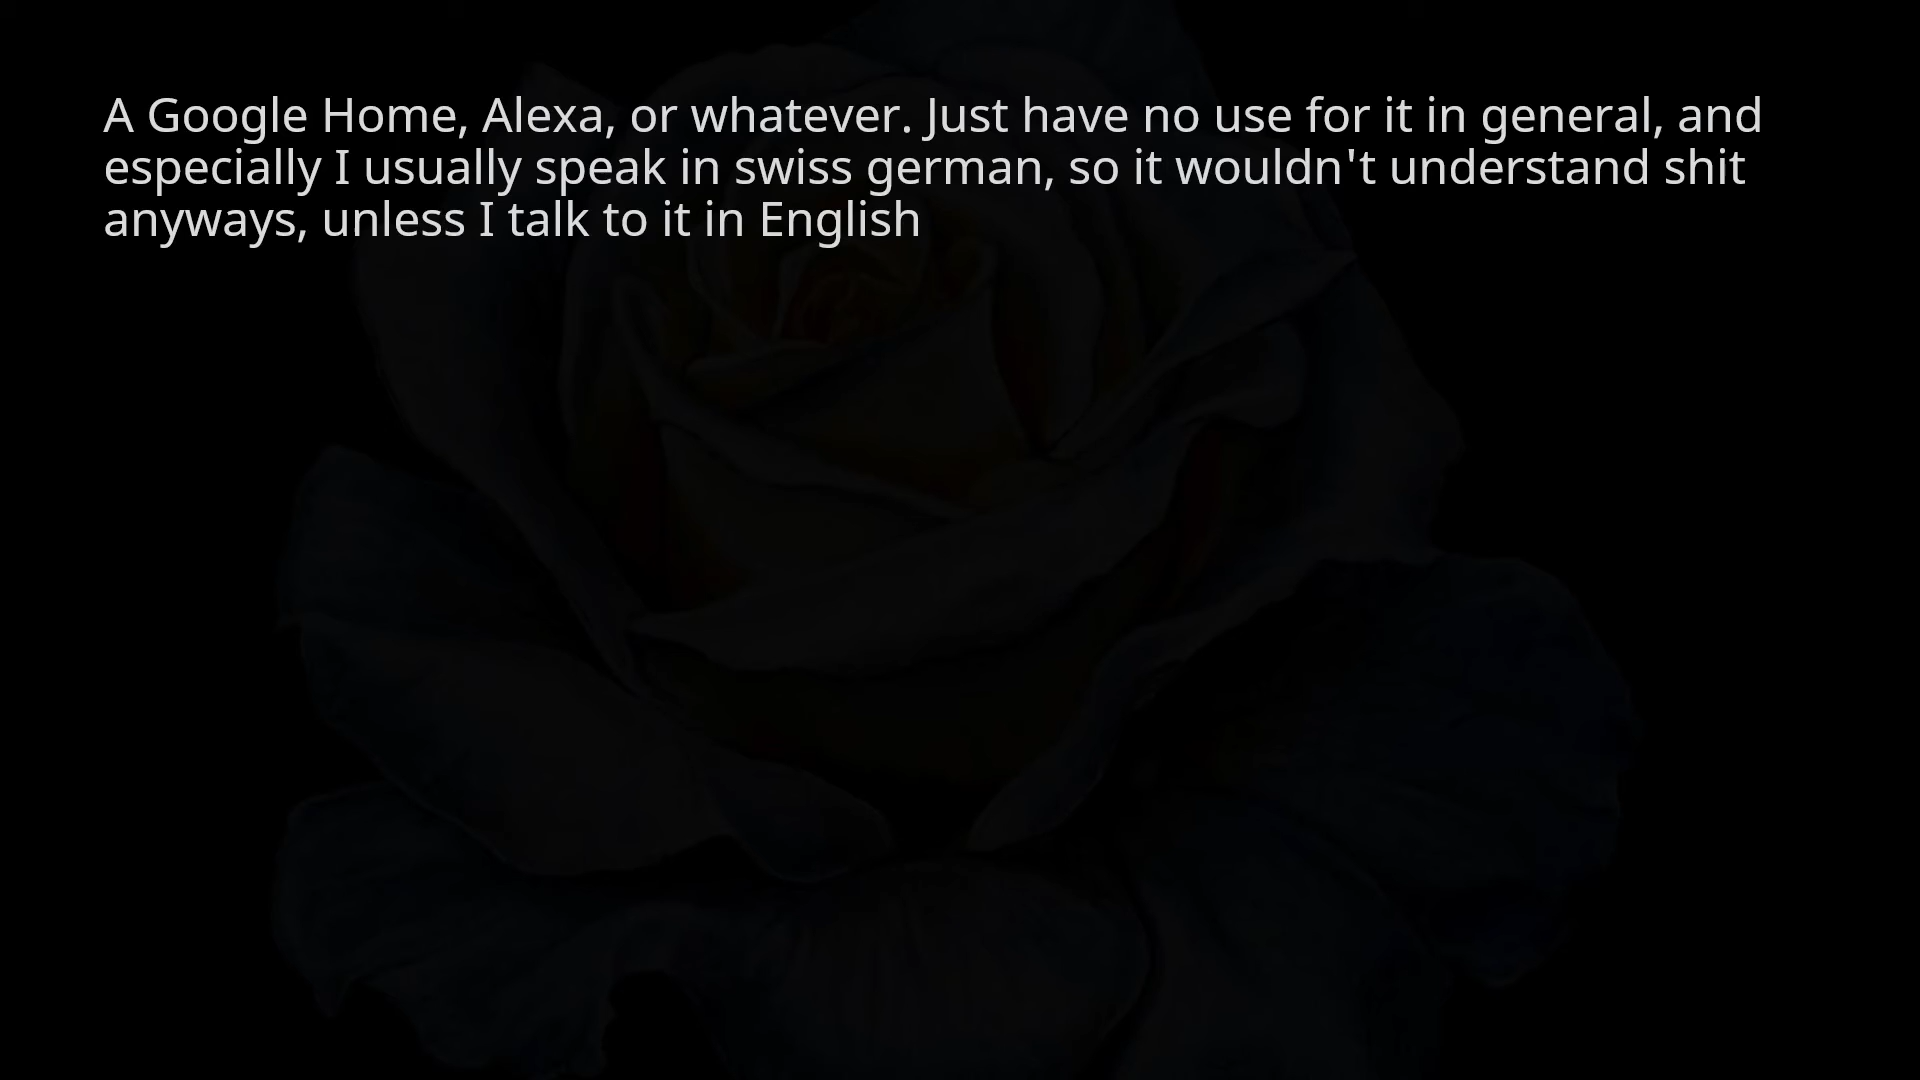 A Google Home, Alexa, or whatever. Just have no use for it in general, and
especially I usually speak in swiss german, so it wouldn't understand shit
anyways, unless I talk to it in English